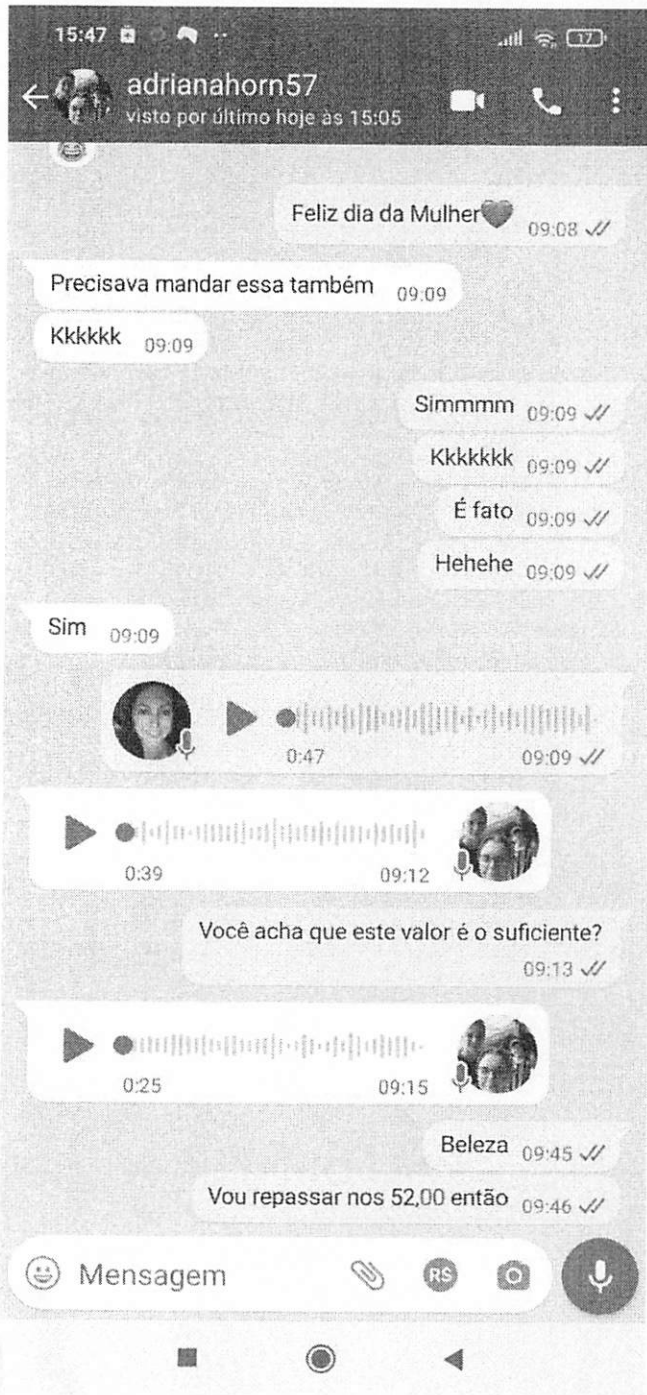 15:47
17
adrianahorn57
visto por último hoje às 15:05
Feliz dia da Mulher 09:08
Precisava mandar essa também 09:09
Kkkkkk 09:09
Simmmm 09:09
Kkkkkkk 09:09
É fato 09:09
Hehehe 09:09
Sim 09:09
0:47 09:09
0:39 09:12
Você acha que este valor é o suficiente?
09:13
0:25 09:15
Beleza 09:45
Vou repassar nos 52,00 então 09:46
Mensagem RS